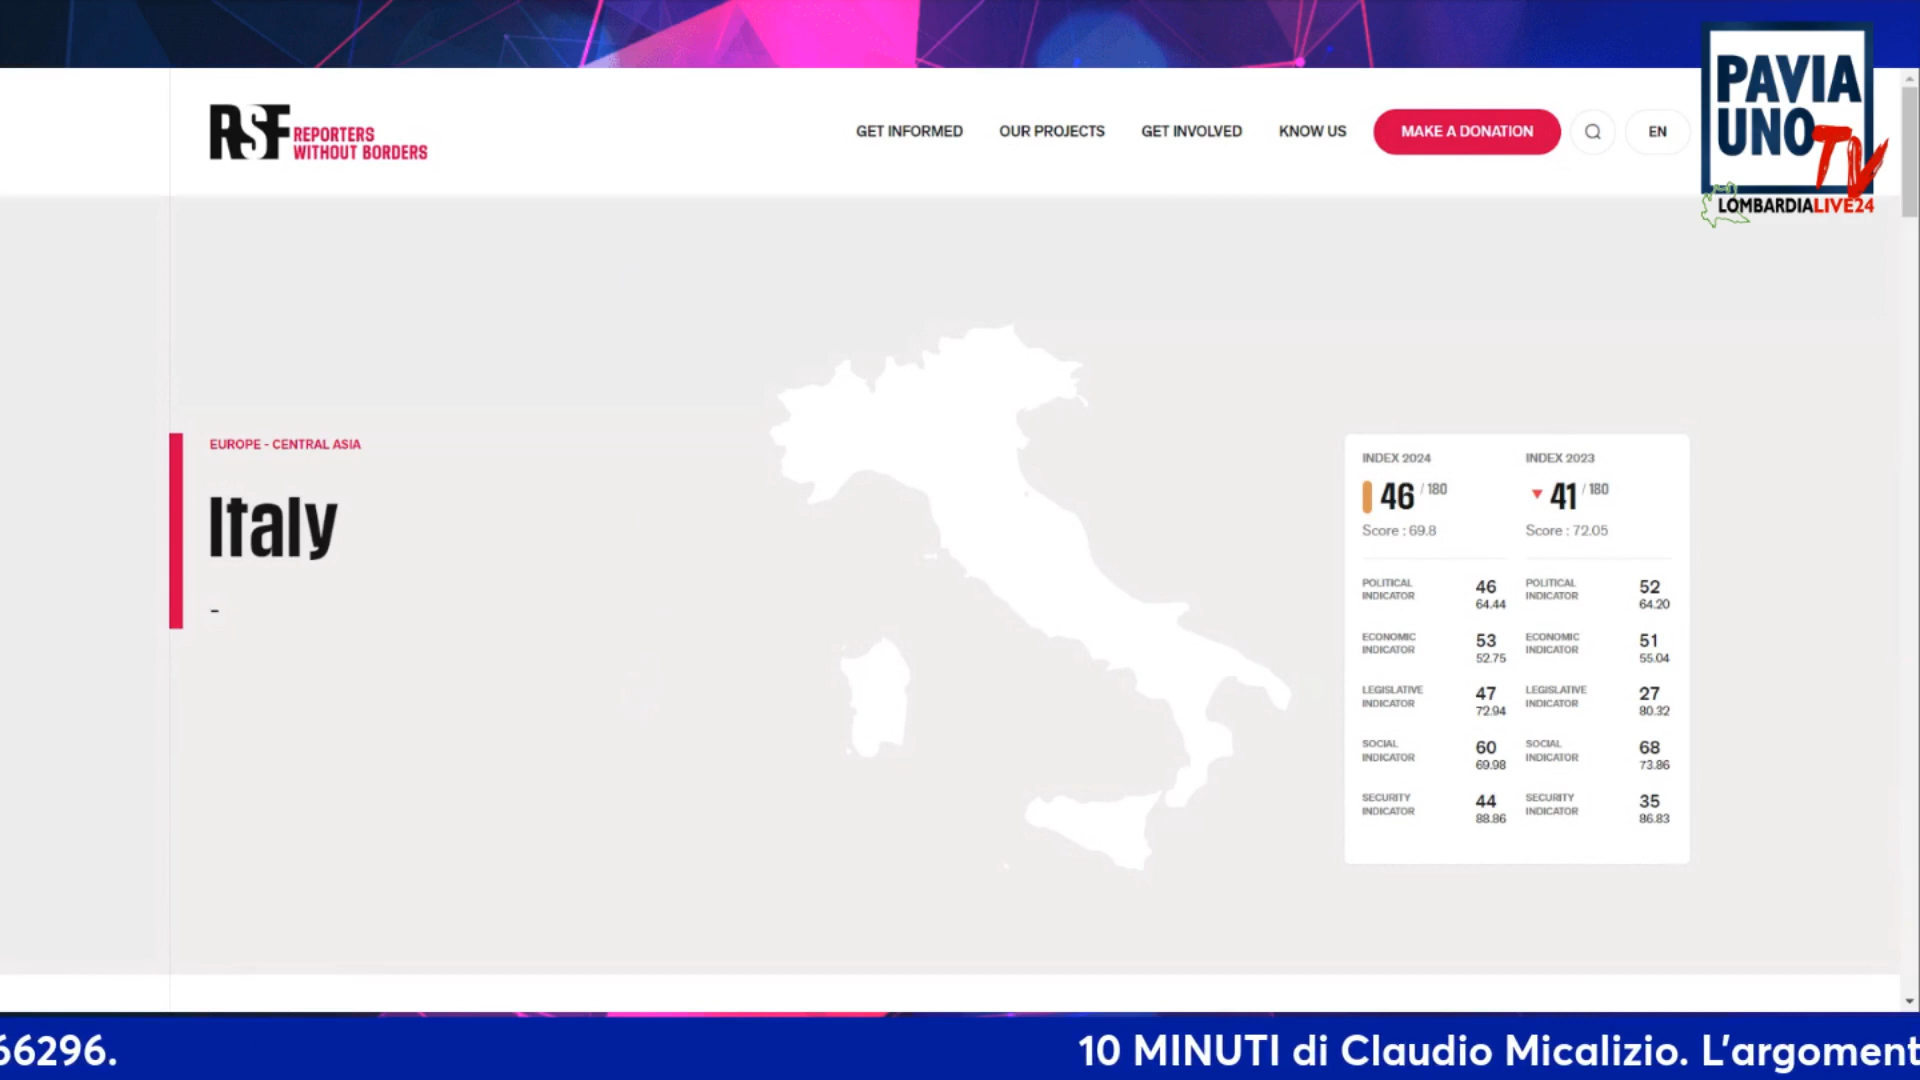 RSF REPORTERS
WITHOUT BORDERS
GET INFORMED
OUR PROJECTS
GET INVOLVED
KNOW US
MAKE A DONATION
EN
PAVIA
UNO TV
LOMBARDIALIVE24
EUROPE - CENTRAL ASIA
Italy
-
INDEX 2024
46 / 180
Score : 69.8
INDEX 2023
41 / 180
Score : 72.05
POLITICAL
INDICATOR
46
64.44
POLITICAL
INDICATOR
52
64.20
ECONOMIC
INDICATOR
53
52.75
ECONOMIC
INDICATOR
51
55.04
LEGISLATIVE
INDICATOR
47
72.94
LEGISLATIVE
INDICATOR
27
80.32
SOCIAL
INDICATOR
60
69.98
SOCIAL
INDICATOR
68
73.86
SECURITY
INDICATOR
44
88.86
SECURITY
INDICATOR
35
86.83
66296.
10 MINUTI di Claudio Micalizio. L'argoment